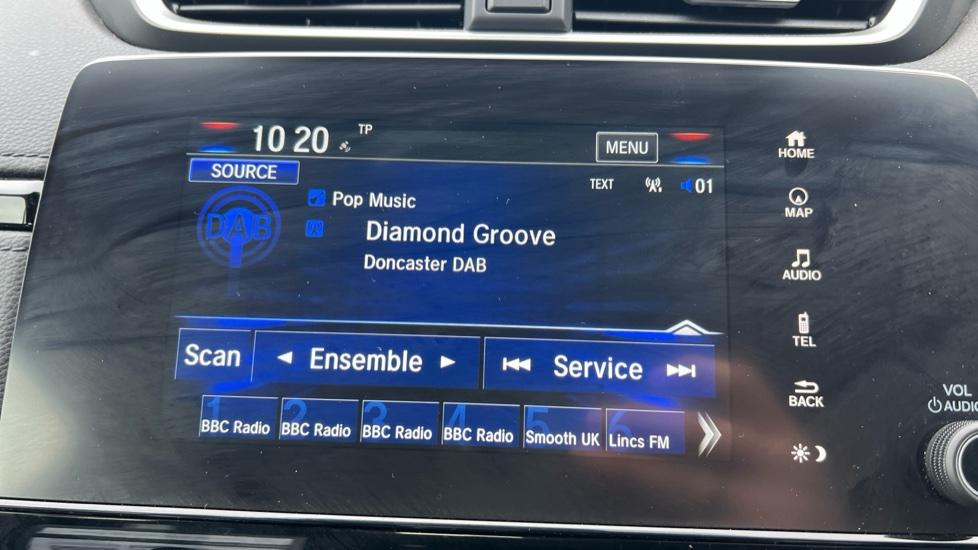 10 20 TP
MENU
SOURCE
TEXT 01
DAB
Pop Music
Diamond Groove
Doncaster DAB
Scan
Ensemble
Service
1 BBC Radio
2 BBC Radio
3 BBC Radio
4 BBC Radio
5 Smooth UK
6 Lincs FM
HOME
MAP
AUDIO
TEL
BACK
VOL
AUDIO